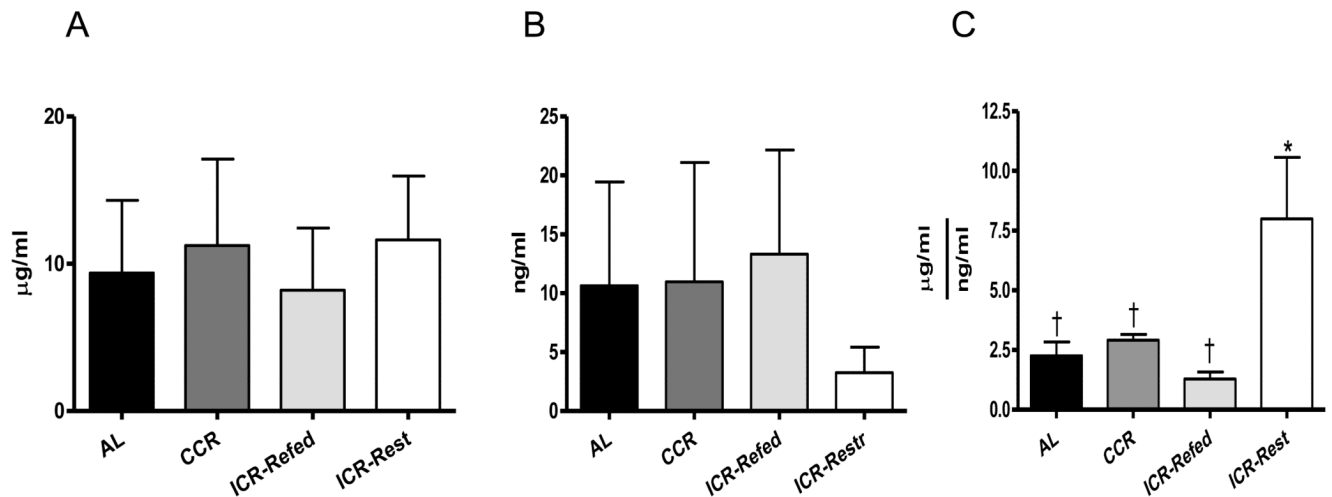 A
20
10
0
µg/ml
AL
CCR
ICR-Refed
ICR-Rest
B
25
20
15
10
5
0
ng/ml
AL
CCR
ICR-Refed
ICR-Restr
C
12.5
10.0
7.5
5.0
2.5
0.0
µg/ml
ng/ml
†
†
†
*
AL
CCR
ICR-Refed
ICR-Rest